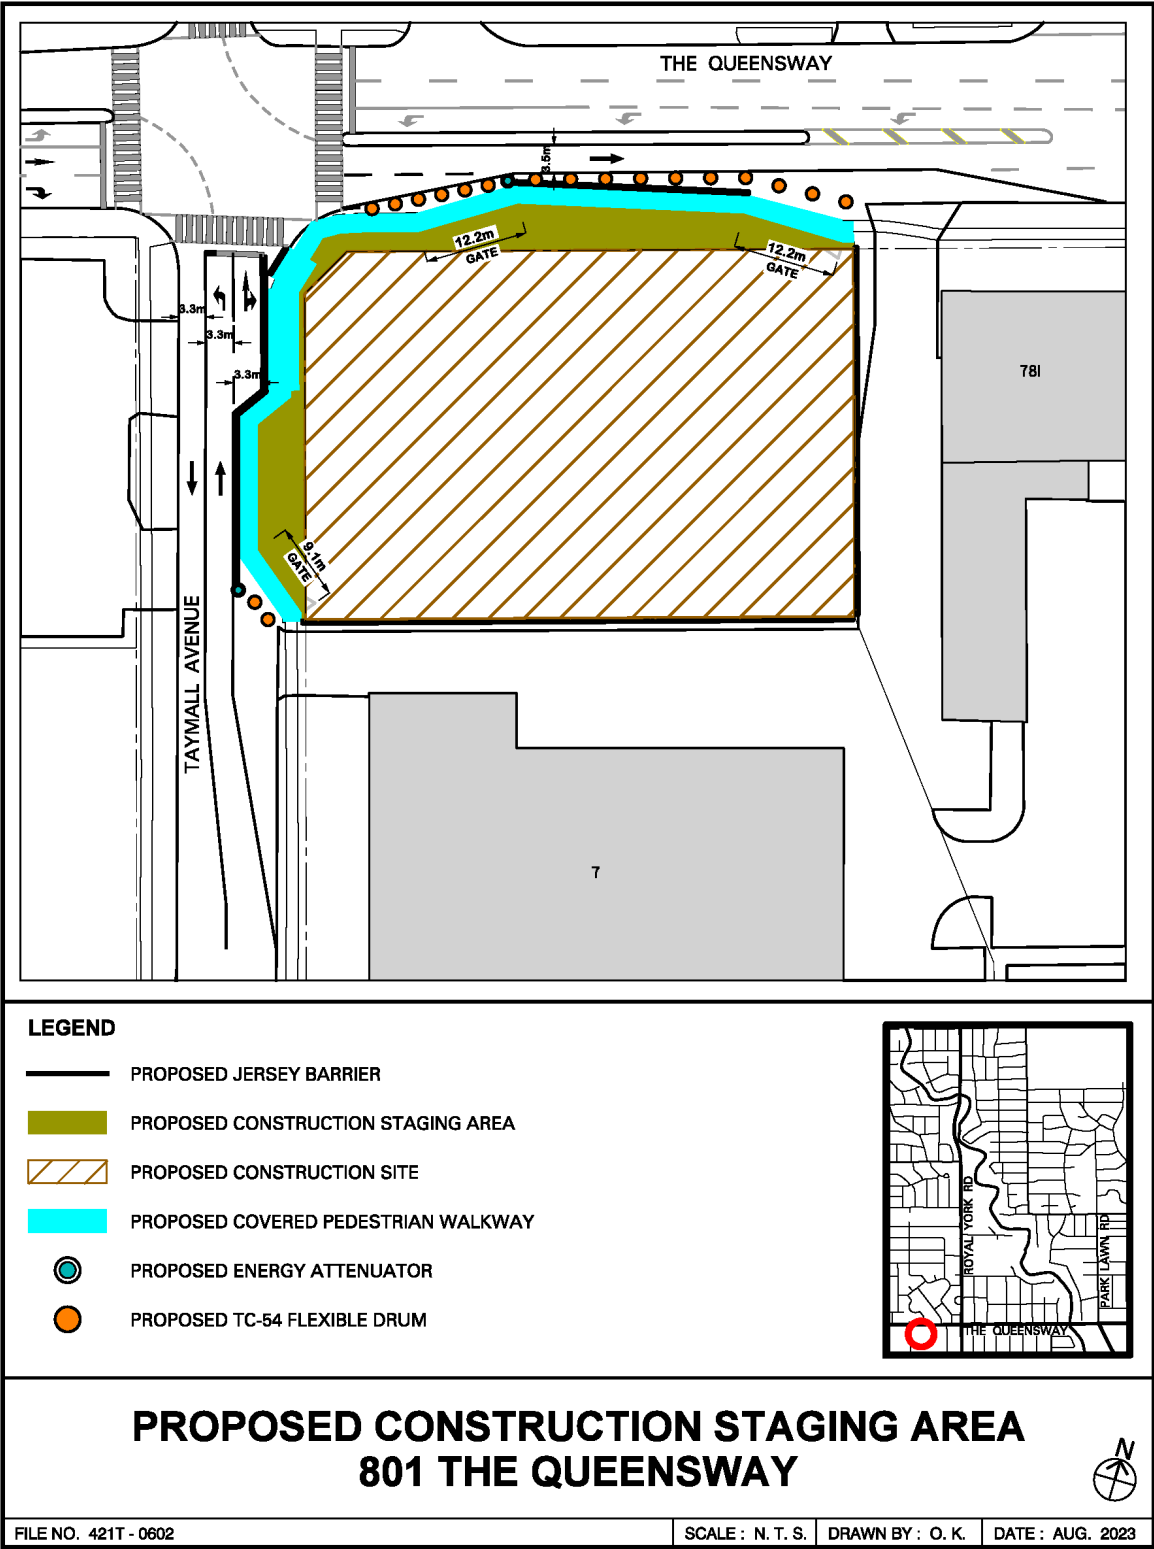 THE QUEENSWAY
3.5m
12.2m
GATE
12.2m
GATE
3.3m
3.3m
3.3m
78I
9.1m
GATE
TAYMALL AVENUE
7
LEGEND
PROPOSED JERSEY BARRIER
PROPOSED CONSTRUCTION STAGING AREA
PROPOSED CONSTRUCTION SITE
PROPOSED COVERED PEDESTRIAN WALKWAY
PROPOSED ENERGY ATTENUATOR
PROPOSED TC-54 FLEXIBLE DRUM
ROYAL YORK RD
PARK LAWN RD
THE QUEENSWAY
PROPOSED CONSTRUCTION STAGING AREA
801 THE QUEENSWAY
N
FILE NO. 421T - 0602
SCALE : N. T. S.
DRAWN BY : O. K.
DATE : AUG. 2023